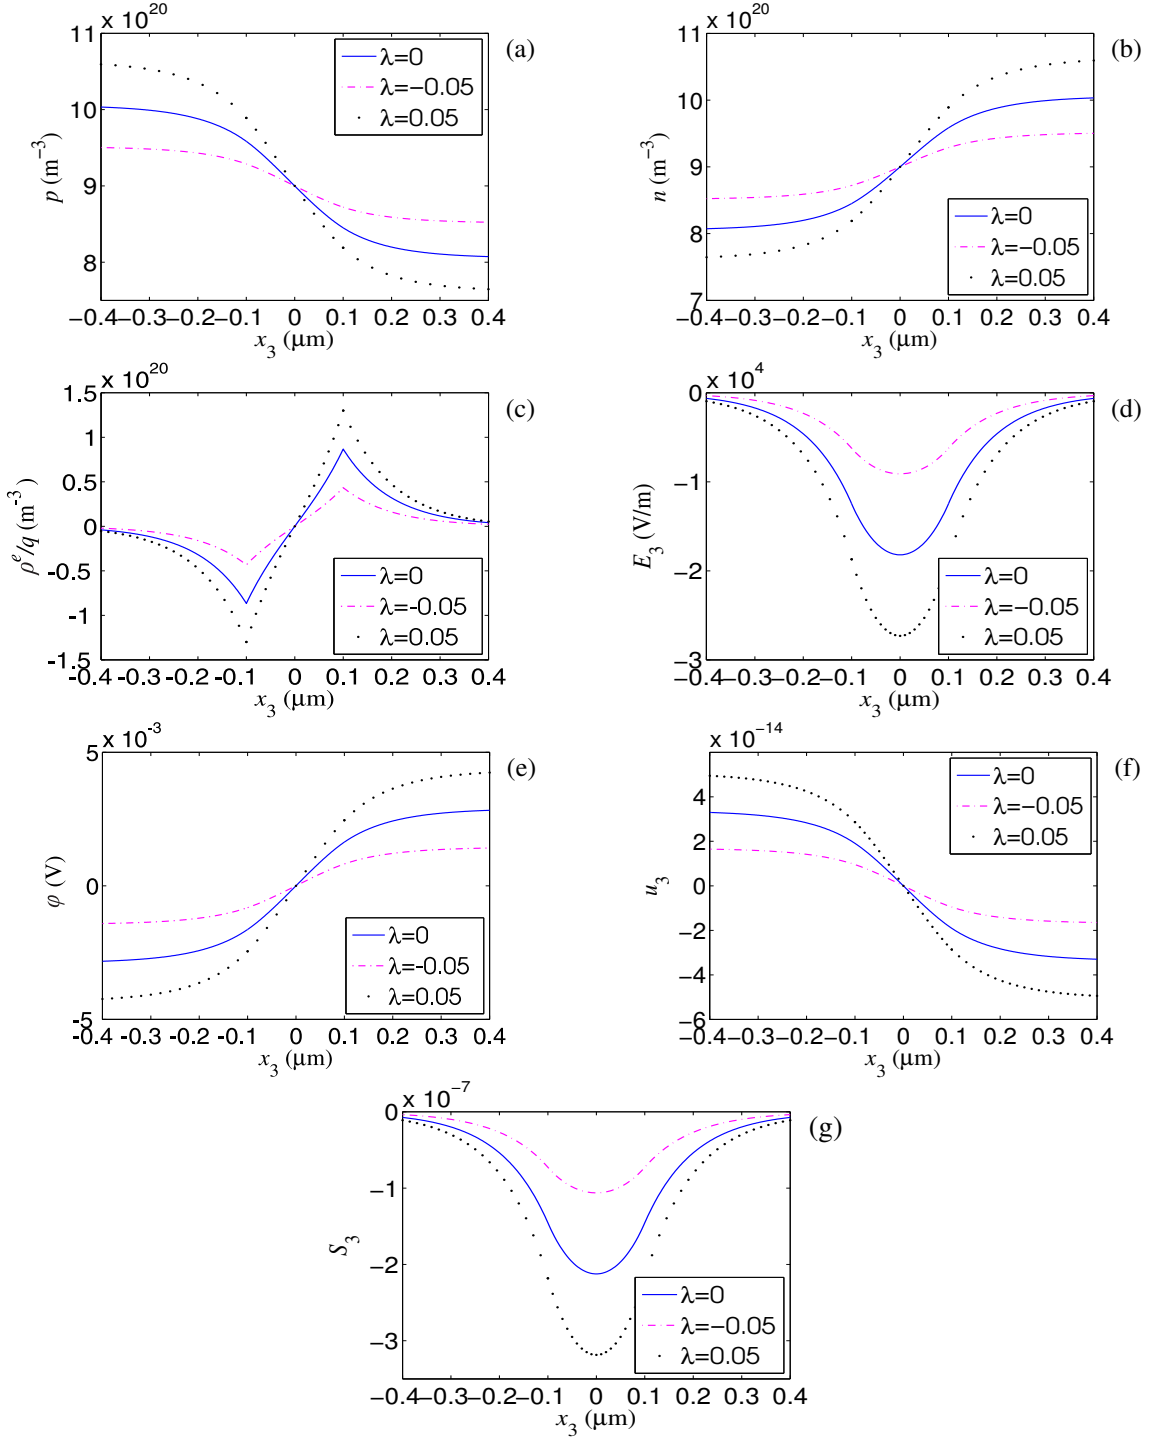 x 10^20
11
10
9
8
p (m^−3)
−0.4−0.3−0.2−0.1 0 0.1 0.2 0.3 0.4
x_3 (μm)
λ=0
λ=−0.05
λ=0.05
(a)
x 10^20
11
10
9
8
7
n (m^−3)
−0.4−0.3−0.2−0.1 0 0.1 0.2 0.3 0.4
x_3 (μm)
λ=0
λ=−0.05
λ=0.05
(b)
x 10^20
1.5
1
0.5
0
-0.5
-1
-1.5
ρ^e/q (m^-3)
-0.4 -0.3 -0.2 -0.1 0 0.1 0.2 0.3 0.4
x_3 (μm)
λ=0
λ=-0.05
λ=0.05
(c)
x 10^4
0
−1
−2
−3
E_3 (V/m)
−0.4−0.3−0.2−0.1 0 0.1 0.2 0.3 0.4
x_3 (μm)
λ=0
λ=−0.05
λ=0.05
(d)
x 10^-3
5
0
-5
φ (V)
-0.4 -0.3 -0.2 -0.1 0 0.1 0.2 0.3 0.4
x_3 (μm)
λ=0
λ=-0.05
λ=0.05
(e)
x 10^−14
4
2
0
−2
−4
−6
u_3
−0.4−0.3−0.2−0.1 0 0.1 0.2 0.3 0.4
x_3 (μm)
λ=0
λ=−0.05
λ=0.05
(f)
x 10^−7
0
−1
−2
−3
S_3
−0.4−0.3−0.2−0.1 0 0.1 0.2 0.3 0.4
x_3 (μm)
λ=0
λ=−0.05
λ=0.05
(g)